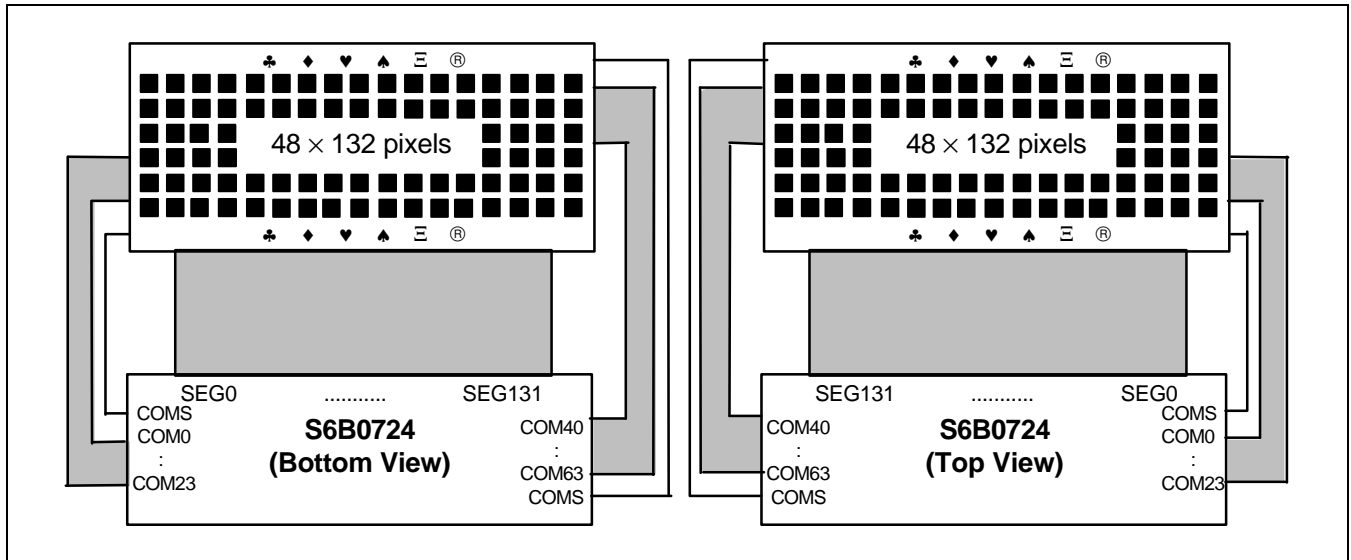 ♣ ♦ ♥ ♠ Ξ ®
48 × 132 pixels
♣ ♦ ♥ ♠ Ξ ®
SEG0 ........... SEG131
COMS
COM0
:
COM23
S6B0724
(Bottom View)
COM40
:
COM63
COMS
♣ ♦ ♥ ♠ Ξ ®
48 × 132 pixels
♣ ♦ ♥ ♠ Ξ ®
SEG131 ........... SEG0
COM40
:
COM63
COMS
S6B0724
(Top View)
COMS
COM0
:
COM23